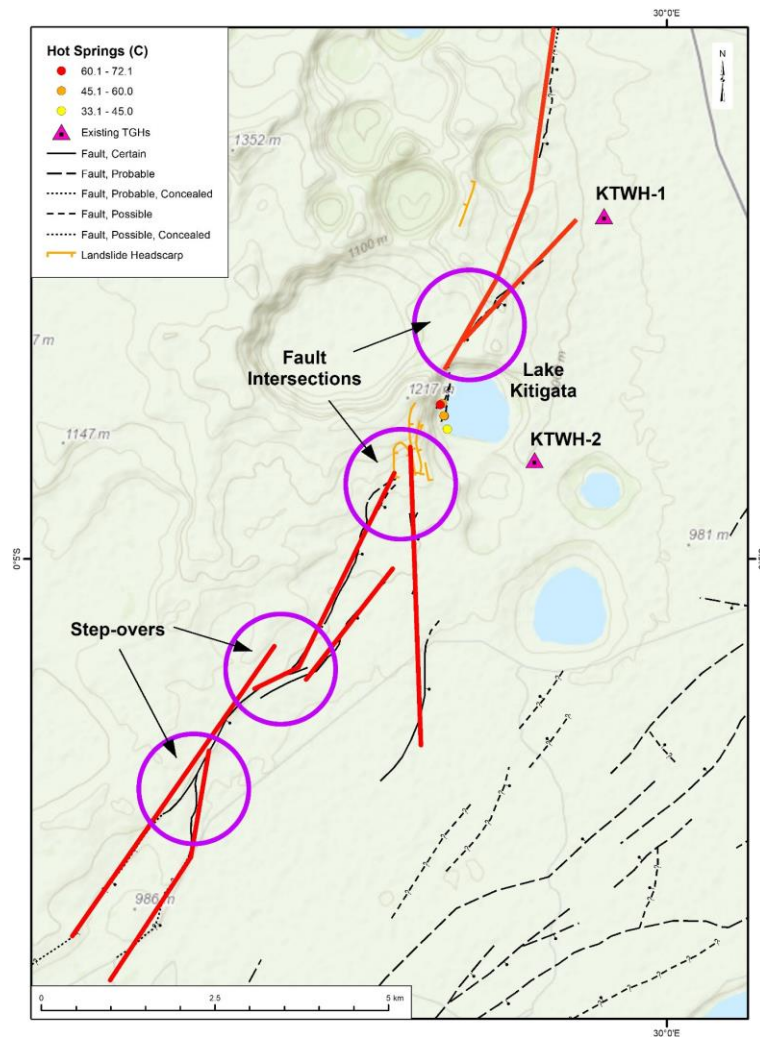 30°0'E
Hot Springs (C)
60.1 - 72.1
45.1 - 60.0
33.1 - 45.0
Existing TGHs
Fault, Certain
Fault, Probable
Fault, Probable, Concealed
Fault, Possible
Fault, Possible, Concealed
Landslide Headscarp
N
1352 m
KTWH-1
1100 m
7 m
Fault
Intersections
Lake
Kitigata
1217 m
1147 m
KTWH-2
981 m
0°5'S
Step-overs
986 m
0
2.5
5 km
30°0'E